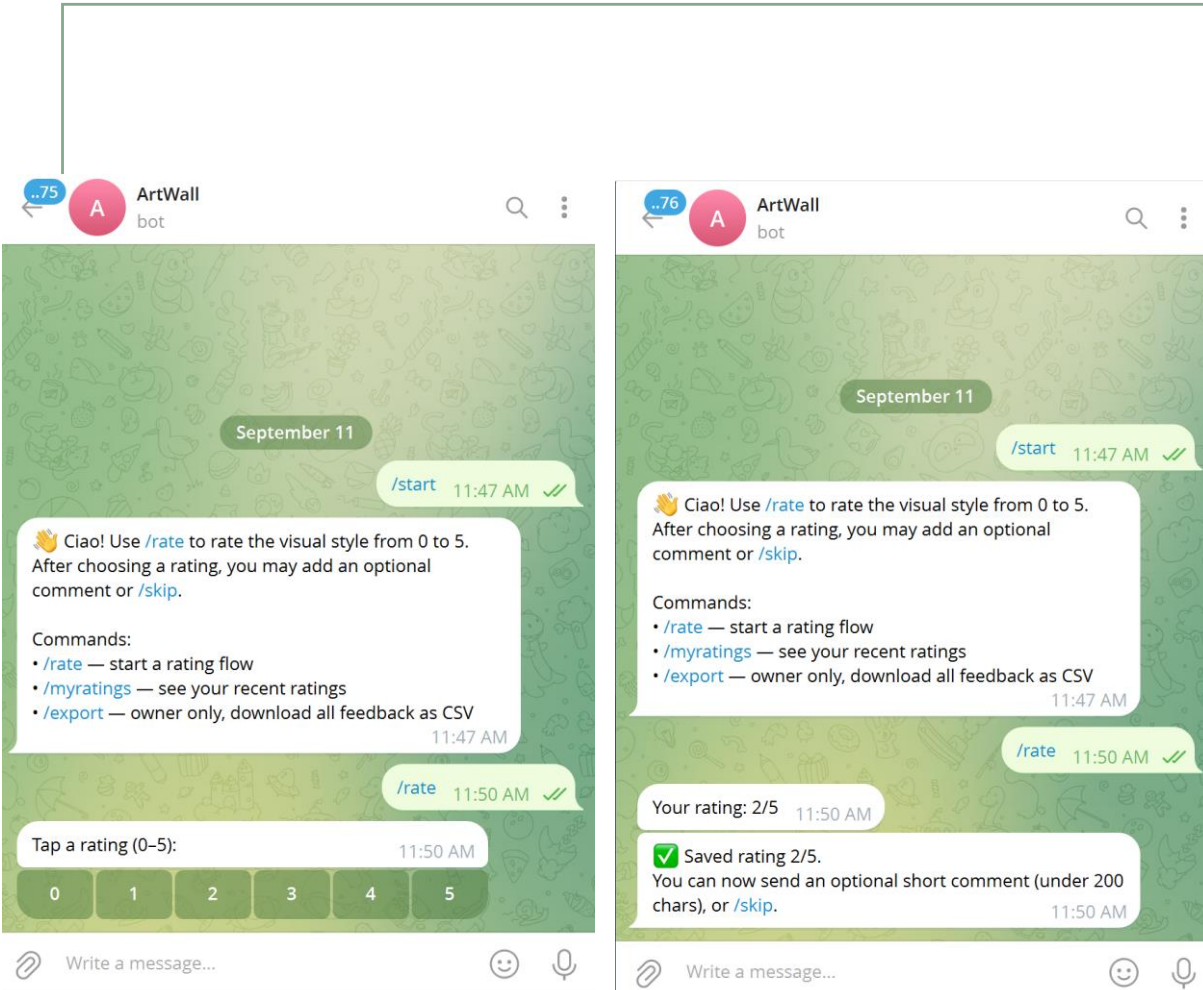 ..75
A
ArtWall
bot
September 11
/start 11:47 AM
👋 Ciao! Use /rate to rate the visual style from 0 to 5.
After choosing a rating, you may add an optional
comment or /skip.
Commands:
• /rate — start a rating flow
• /myratings — see your recent ratings
• /export — owner only, download all feedback as CSV
11:47 AM
/rate 11:50 AM
Tap a rating (0–5): 11:50 AM
0 1 2 3 4 5
Write a message...
..76
A
ArtWall
bot
September 11
/start 11:47 AM
👋 Ciao! Use /rate to rate the visual style from 0 to 5.
After choosing a rating, you may add an optional
comment or /skip.
Commands:
• /rate — start a rating flow
• /myratings — see your recent ratings
• /export — owner only, download all feedback as CSV
11:47 AM
/rate 11:50 AM
Your rating: 2/5 11:50 AM
✅ Saved rating 2/5.
You can now send an optional short comment (under 200
chars), or /skip. 11:50 AM
Write a message...